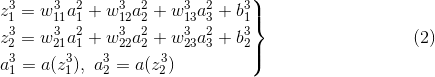 z_1^3 = w_{11}^3 a_1^2 + w_{12}^3 a_2^2 + w_{13}^3 a_3^2 + b_1^3
z_2^3 = w_{21}^3 a_1^2 + w_{22}^3 a_2^2 + w_{23}^3 a_3^2 + b_2^3 (2)
a_1^3 = a(z_1^3), a_2^3 = a(z_2^3)